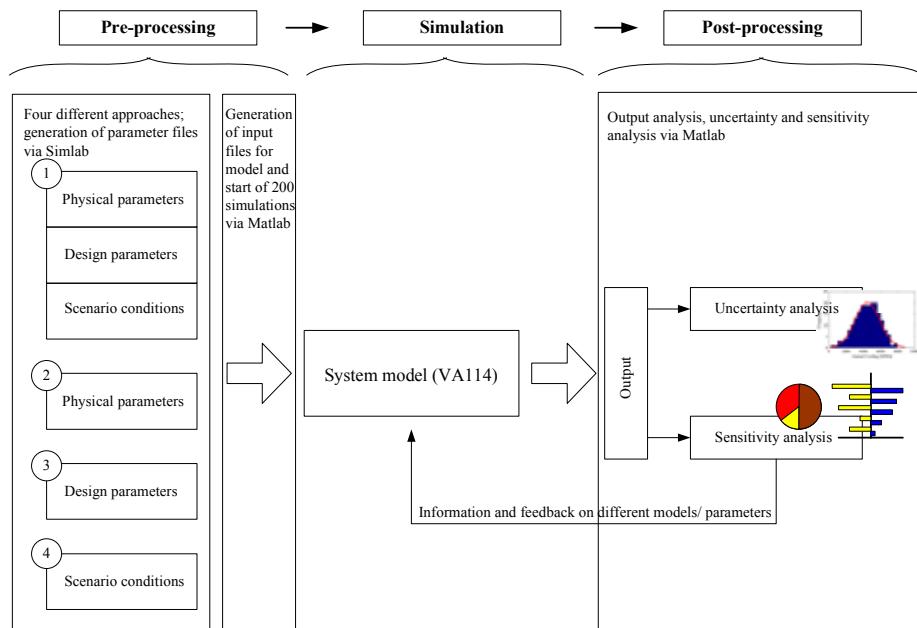 Pre-processing
Simulation
Post-processing
Four different approaches;
generation of parameter files
via Simlab
1
Physical parameters
Design parameters
Scenario conditions
2
Physical parameters
3
Design parameters
4
Scenario conditions
Generation
of input
files for
model and
start of 200
simulations
via Matlab
System model (VA114)
Output analysis, uncertainty and sensitivity
analysis via Matlab
Output
Uncertainty analysis
Sensitivity analysis
Information and feedback on different models/ parameters